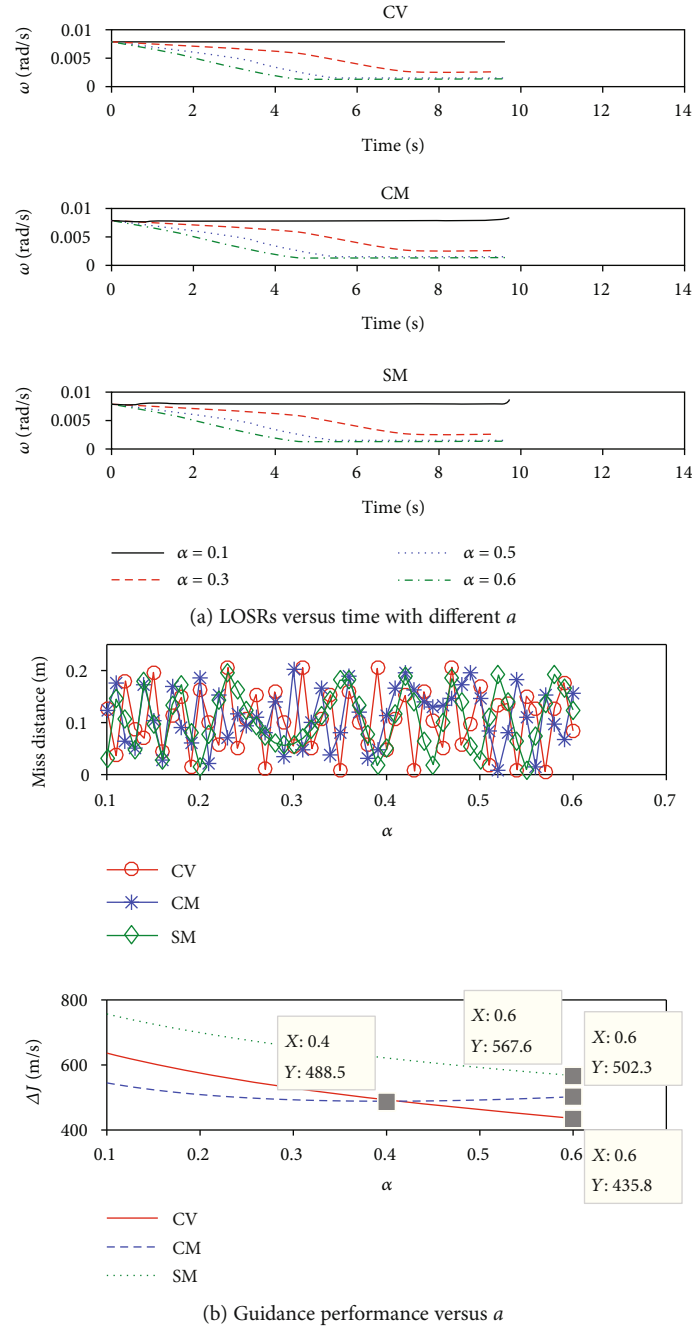 CV
0.01
0.005
0
ω (rad/s)
0 2 4 6 8 10 12 14
Time (s)
CM
0.01
0.005
0
ω (rad/s)
0 2 4 6 8 10 12 14
Time (s)
SM
0.01
0.005
0
ω (rad/s)
0 2 4 6 8 10 12 14
Time (s)
α = 0.1 α = 0.5
α = 0.3 α = 0.6
(a) LOSRs versus time with different a
0.2
0.1
0
Miss distance (m)
0.1 0.2 0.3 0.4 0.5 0.6 0.7
α
CV
CM
SM
800
600
400
ΔJ (m/s)
X: 0.4
Y: 488.5
X: 0.6
Y: 567.6
X: 0.6
Y: 502.3
X: 0.6
Y: 435.8
0.1 0.2 0.3 0.4 0.5 0.6
α
CV
CM
SM
(b) Guidance performance versus a